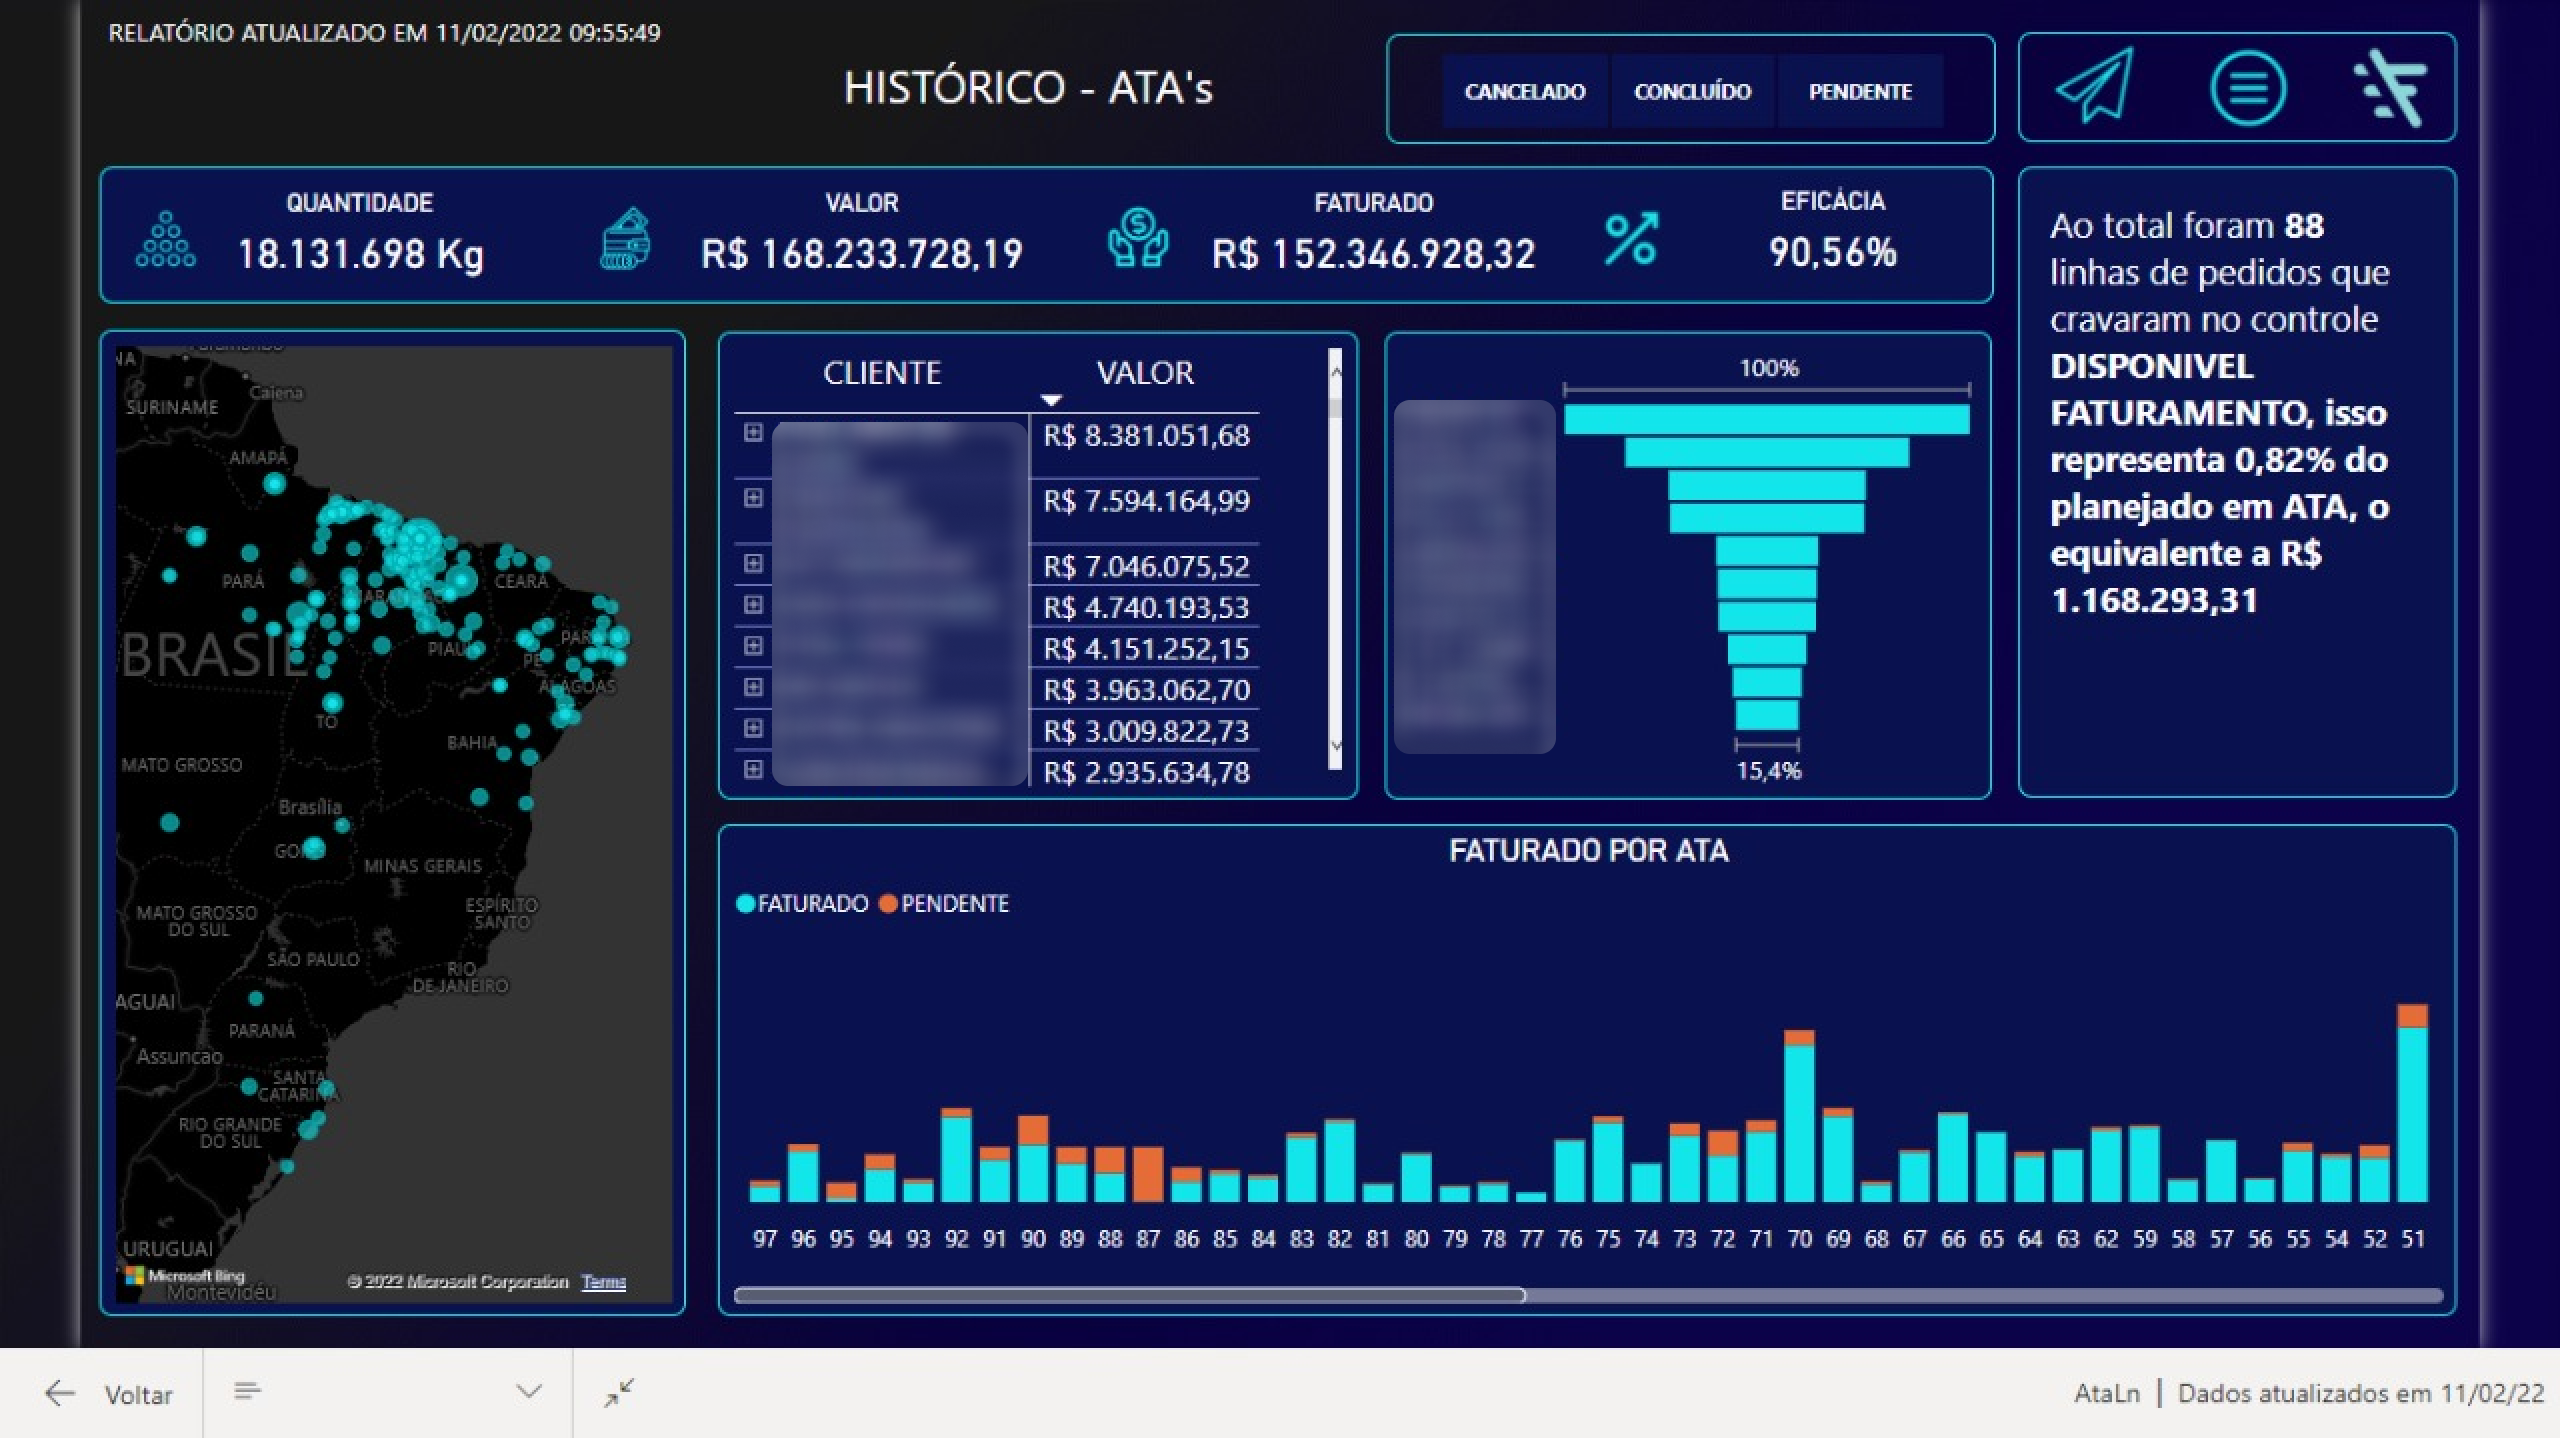 RELATÓRIO ATUALIZADO EM 11/02/2022 09:55:49
HISTÓRICO - ATA's
CANCELADO
CONCLUÍDO
PENDENTE
QUANTIDADE
18.131.698 Kg
VALOR
R$ 168.233.728,19
FATURADO
R$ 152.346.928,32
EFICÁCIA
90,56%
Ao total foram 88
linhas de pedidos que
cravaram no controle
DISPONIVEL
FATURAMENTO, isso
representa 0,82% do
planejado em ATA, o
equivalente a R$
1.168.293,31
NA
Caiena
SURINAME
AMAPÁ
PARÁ
CEARÁ
BRASIL
PIAUÍ
PE
ALAGOAS
TO
BAHIA
MATO GROSSO
Brasília
MINAS GERAIS
MATO GROSSO
DO SUL
ESPÍRITO
SANTO
SÃO PAULO
RIO
DE JANEIRO
AGUAI
PARANÁ
Assuncao
SANTA
CATARINA
RIO GRANDE
DO SUL
URUGUAI
Microsoft Bing
Montevidéu
© 2022 Microsoft Corporation Terms
CLIENTE VALOR
R$ 8.381.051,68
R$ 7.594.164,99
R$ 7.046.075,52
R$ 4.740.193,53
R$ 4.151.252,15
R$ 3.963.062,70
R$ 3.009.822,73
R$ 2.935.634,78
100%
15,4%
FATURADO POR ATA
FATURADO PENDENTE
97 96 95 94 93 92 91 90 89 88 87 86 85 84 83 82 81 80 79 78 77 76 75 74 73 72 71 70 69 68 67 66 65 64 63 62 59 58 57 56 55 54 52 51
Voltar
AtaLn | Dados atualizados em 11/02/22